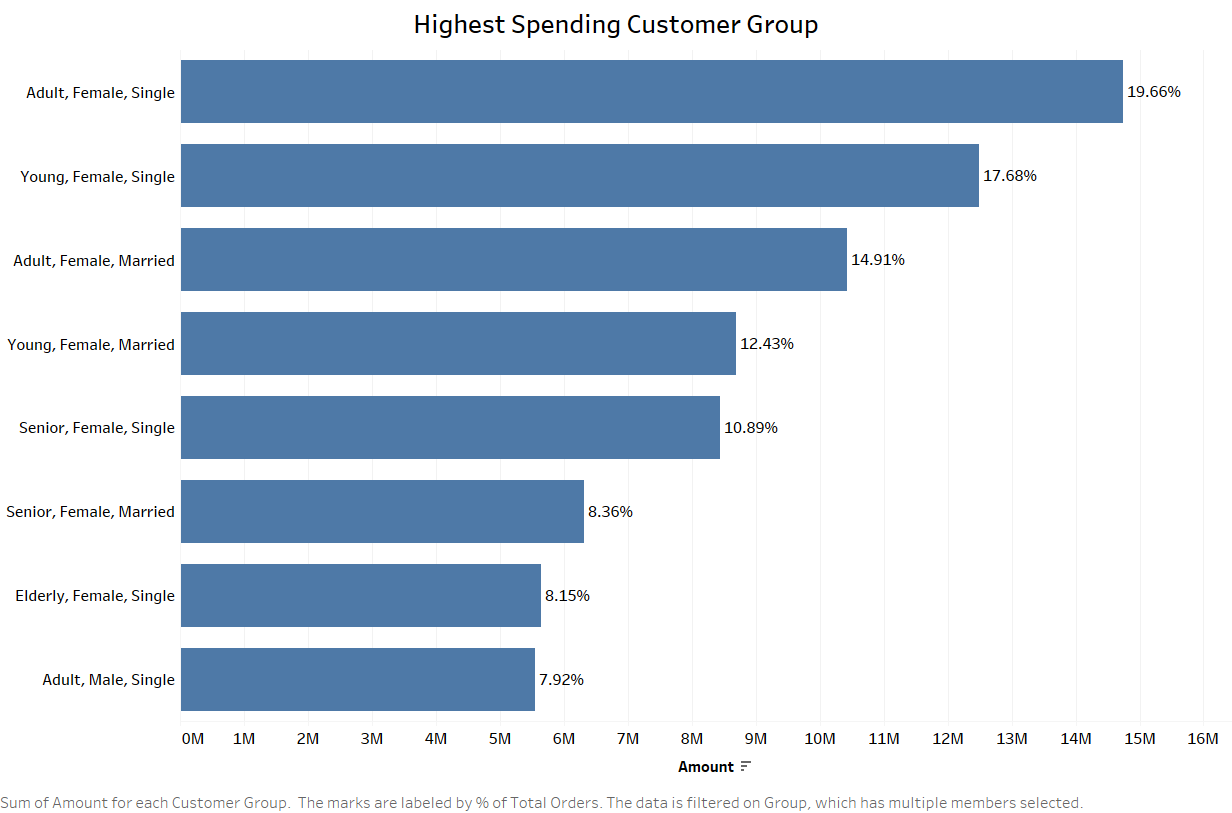 Highest Spending Customer Group
Adult, Female, Single 19.66%
Young, Female, Single 17.68%
Adult, Female, Married 14.91%
Young, Female, Married 12.43%
Senior, Female, Single 10.89%
Senior, Female, Married 8.36%
Elderly, Female, Single 8.15%
Adult, Male, Single 7.92%
0M 1M 2M 3M 4M 5M 6M 7M 8M 9M 10M 11M 12M 13M 14M 15M 16M
Amount
Sum of Amount for each Customer Group. The marks are labeled by % of Total Orders. The data is filtered on Group, which has multiple members selected.